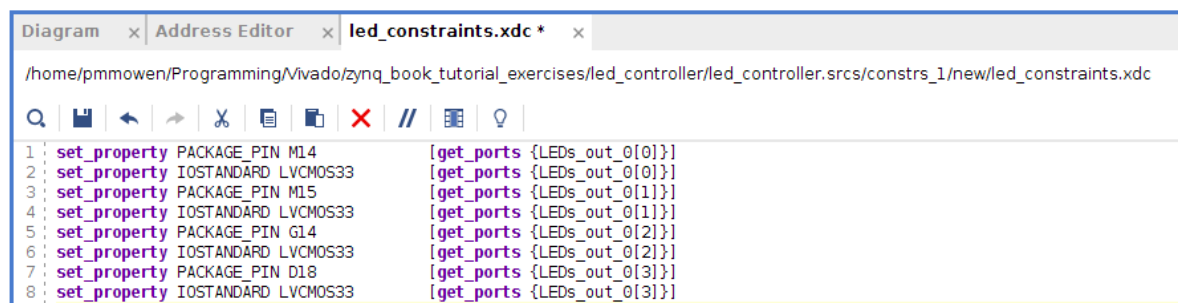 Diagram × Address Editor × led_constraints.xdc * ×
/home/pmmowen/Programming/Vivado/zynq_book_tutorial_exercises/led_controller/led_controller.srcs/constrs_1/new/led_constraints.xdc
1 set_property PACKAGE_PIN M14 [get_ports {LEDs_out_0[0]}]
2 set_property IOSTANDARD LVCMOS33 [get_ports {LEDs_out_0[0]}]
3 set_property PACKAGE_PIN M15 [get_ports {LEDs_out_0[1]}]
4 set_property IOSTANDARD LVCMOS33 [get_ports {LEDs_out_0[1]}]
5 set_property PACKAGE_PIN G14 [get_ports {LEDs_out_0[2]}]
6 set_property IOSTANDARD LVCMOS33 [get_ports {LEDs_out_0[2]}]
7 set_property PACKAGE_PIN D18 [get_ports {LEDs_out_0[3]}]
8 set_property IOSTANDARD LVCMOS33 [get_ports {LEDs_out_0[3]}]